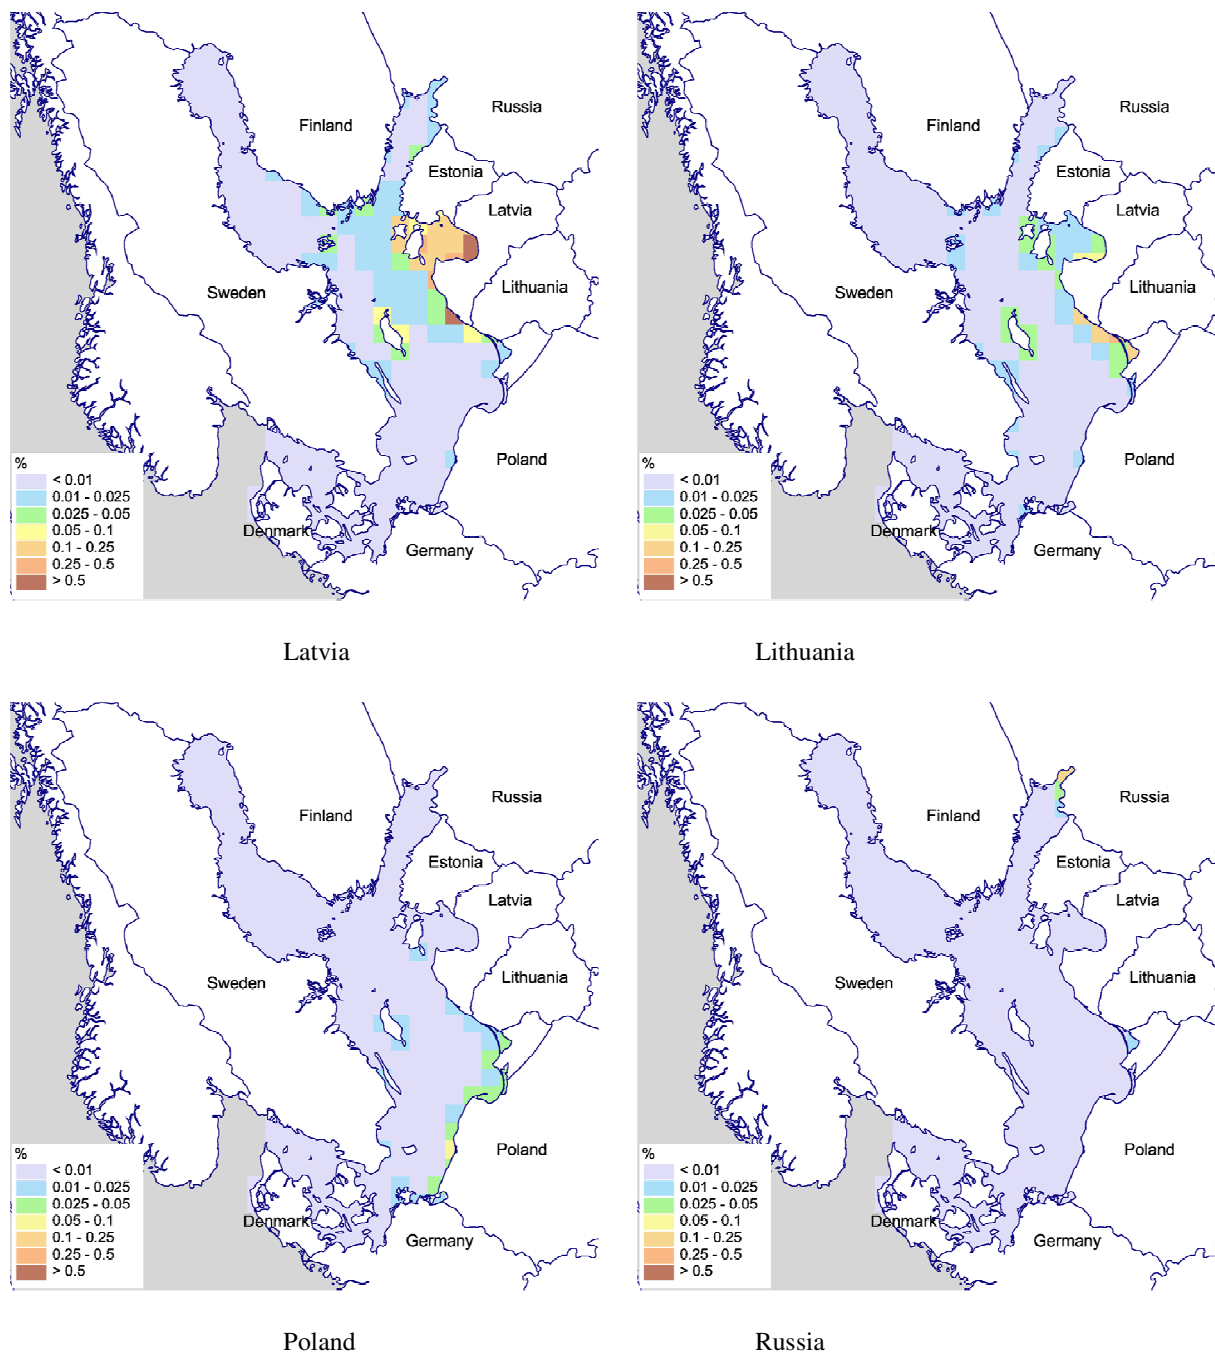 Finland
Russia
Estonia
Latvia
Lithuania
Sweden
Poland
Denmark
Germany
%
< 0.01
0.01 - 0.025
0.025 - 0.05
0.05 - 0.1
0.1 - 0.25
0.25 - 0.5
> 0.5
Latvia
Finland
Russia
Estonia
Latvia
Lithuania
Sweden
Poland
Denmark
Germany
%
< 0.01
0.01 - 0.025
0.025 - 0.05
0.05 - 0.1
0.1 - 0.25
0.25 - 0.5
> 0.5
Lithuania
Finland
Russia
Estonia
Latvia
Lithuania
Sweden
Poland
Denmark
Germany
%
< 0.01
0.01 - 0.025
0.025 - 0.05
0.05 - 0.1
0.1 - 0.25
0.25 - 0.5
> 0.5
Poland
Finland
Russia
Estonia
Latvia
Lithuania
Sweden
Poland
Denmark
Germany
%
< 0.01
0.01 - 0.025
0.025 - 0.05
0.05 - 0.1
0.1 - 0.25
0.25 - 0.5
> 0.5
Russia